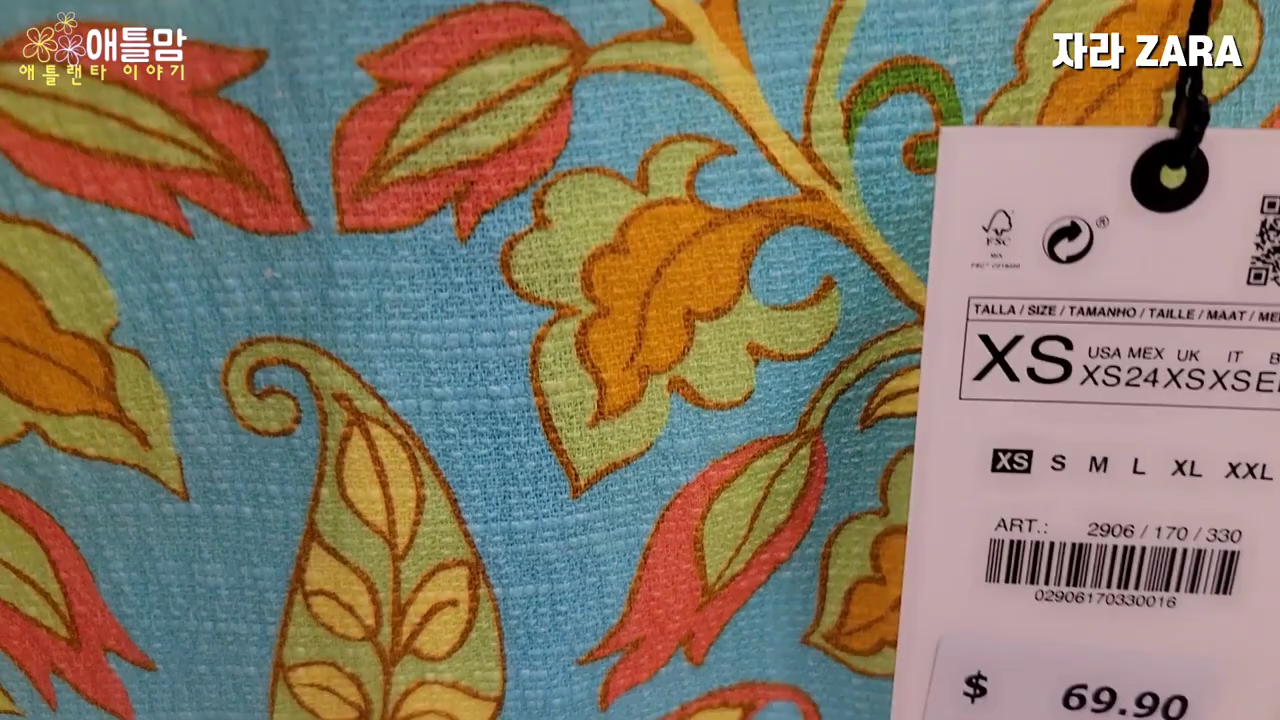 애틀맘
애틀랜타 이야기
자라 ZARA
FSC
®
TALLA / SIZE / TAMANHO / TAILLE / MAAT /
XS
USA MEX UK IT
XS 24 XS XS
XS S M L XL XXL
ART.: 2906 / 170 / 330
02906170330016
$ 69.90